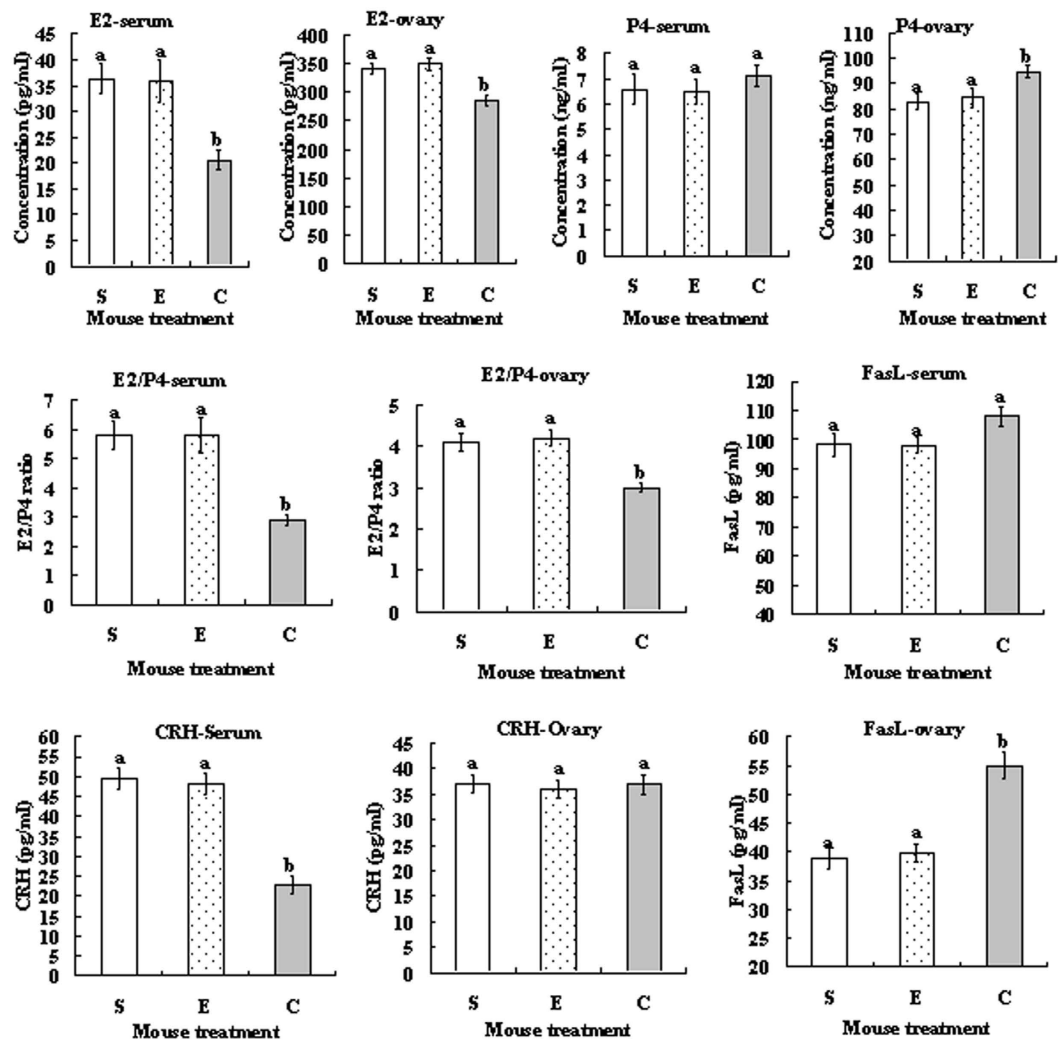 E2-serum
Concentration (pg/ml)
45
40
35
30
25
20
15
10
5
0
a
a
b
S E C
Mouse treatment
E2-ovary
Concentration (pg/ml)
400
350
300
250
200
150
100
50
0
a
a
b
S E C
Mouse treatment
P4-serum
Concentration (ng/ml)
8
7
6
5
4
3
2
1
0
a
a
a
S E C
Mouse treatment
P4-ovary
Concentration (ng/ml)
110
100
90
80
70
60
50
40
30
20
a
a
b
S E C
Mouse treatment
E2/P4-serum
E2/P4 ratio
7
6
5
4
3
2
1
0
a
a
b
S E C
Mouse treatment
E2/P4-ovary
E2/P4 ratio
5
4
3
2
1
0
a
a
b
S E C
Mouse treatment
FasL-serum
FasL (pg/ml)
120
110
100
90
80
70
60
50
40
a
a
a
S E C
Mouse treatment
CRH-Serum
CRH (pg/ml)
60
55
50
45
40
35
30
25
20
15
10
5
0
a
a
b
S E C
Mouse treatment
CRH-Ovary
CRH (pg/ml)
45
40
35
30
25
20
15
10
5
0
a
a
a
S E C
Mouse treatment
FasL-ovary
FasL (pg/ml)
60
55
50
45
40
35
30
25
20
a
a
b
S E C
Mouse treatment